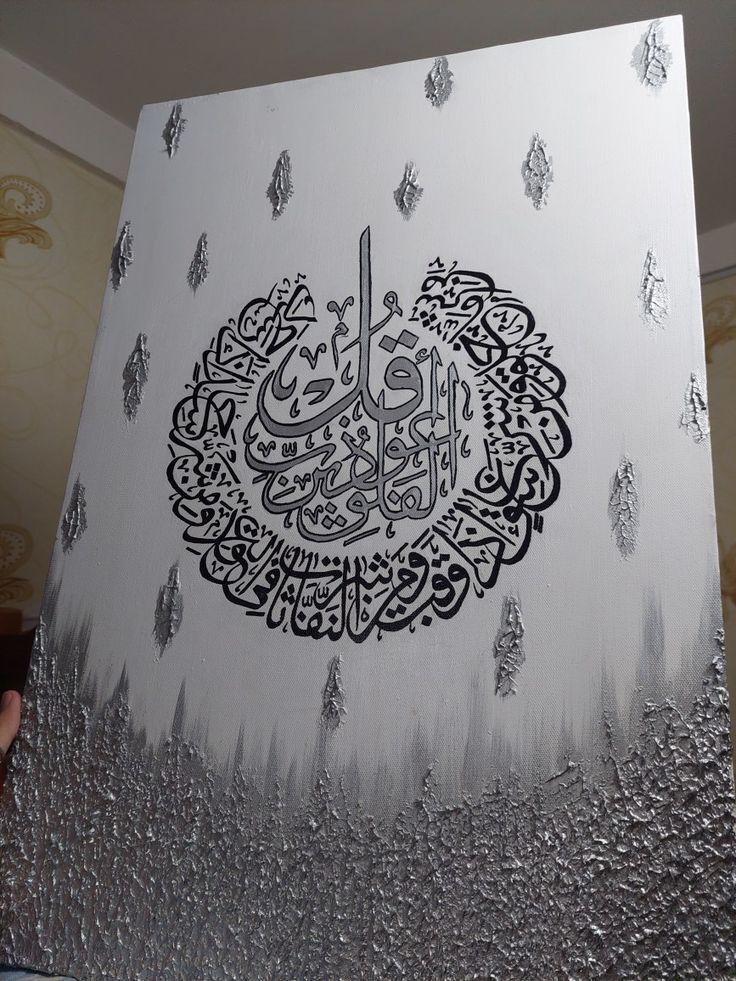 قل أعوذ برب الفلق
من شر ما خلق ومن شر غاسق إذا وقب ومن شر النفاثات في العقد ومن شر حاسد إذا حسد